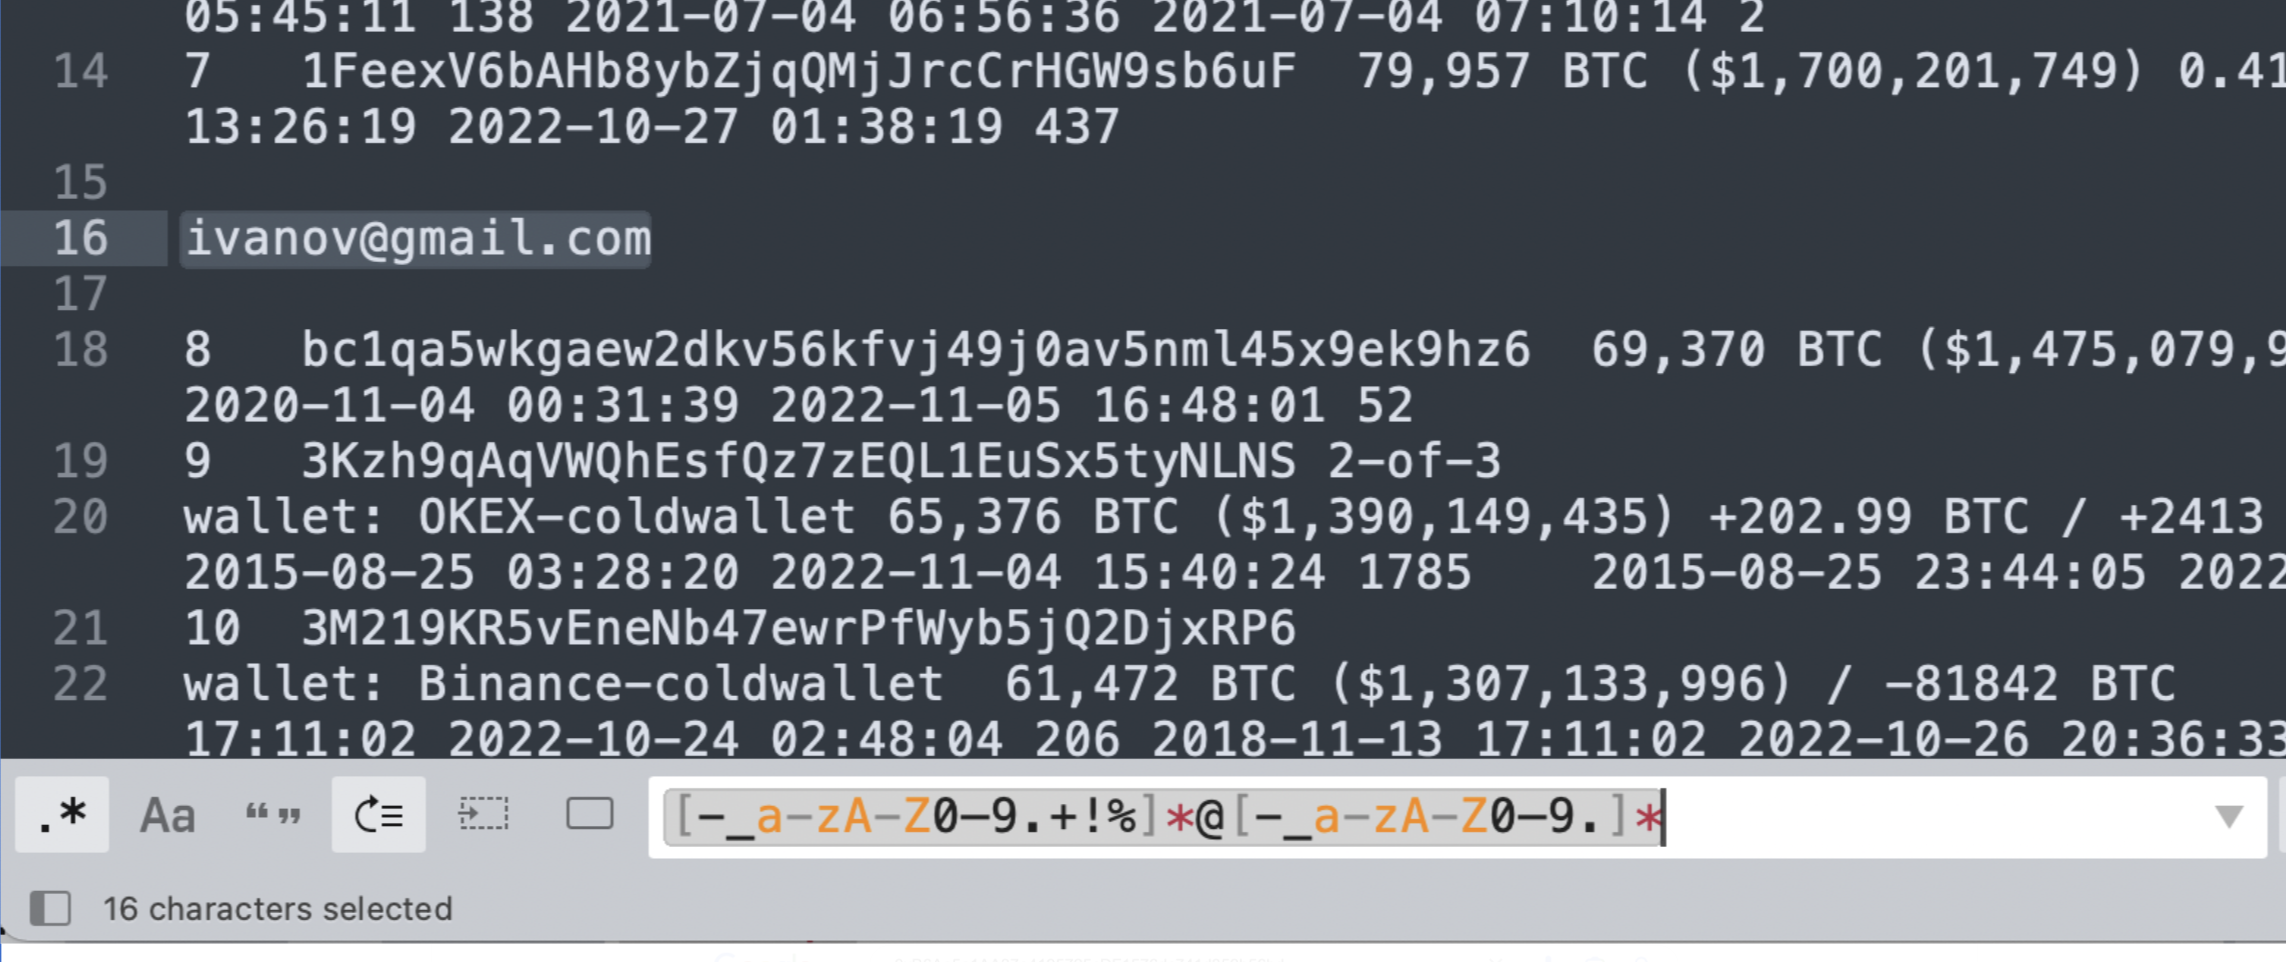 05:45:11 138 2021-07-04 06:56:36 2021-07-04 07:10:14 2
14 7 1FeexV6bAHb8ybZjqQMjJrcCrHGW9sb6uF 79,957 BTC ($1,700,201,749) 0.41
13:26:19 2022-10-27 01:38:19 437
15
16 ivanov@gmail.com
17
18 8 bc1qa5wkgaew2dkv56kfvj49j0av5nml45x9ek9hz6 69,370 BTC ($1,475,079,9
2020-11-04 00:31:39 2022-11-05 16:48:01 52
19 9 3Kzh9qAqVWQhEsfQz7zEQL1EuSx5tyNLNS 2-of-3
20 wallet: OKEX-coldwallet 65,376 BTC ($1,390,149,435) +202.99 BTC / +2413
2015-08-25 03:28:20 2022-11-04 15:40:24 1785 2015-08-25 23:44:05 2022
21 10 3M219KR5vEneNb47ewrPfWyb5jQ2DjxRP6
22 wallet: Binance-coldwallet 61,472 BTC ($1,307,133,996) / -81842 BTC
17:11:02 2022-10-24 02:48:04 206 2018-11-13 17:11:02 2022-10-26 20:36:33
.* Aa “” [-_a-zA-Z0-9.+!%]*@[-_a-zA-Z0-9.]*
16 characters selected